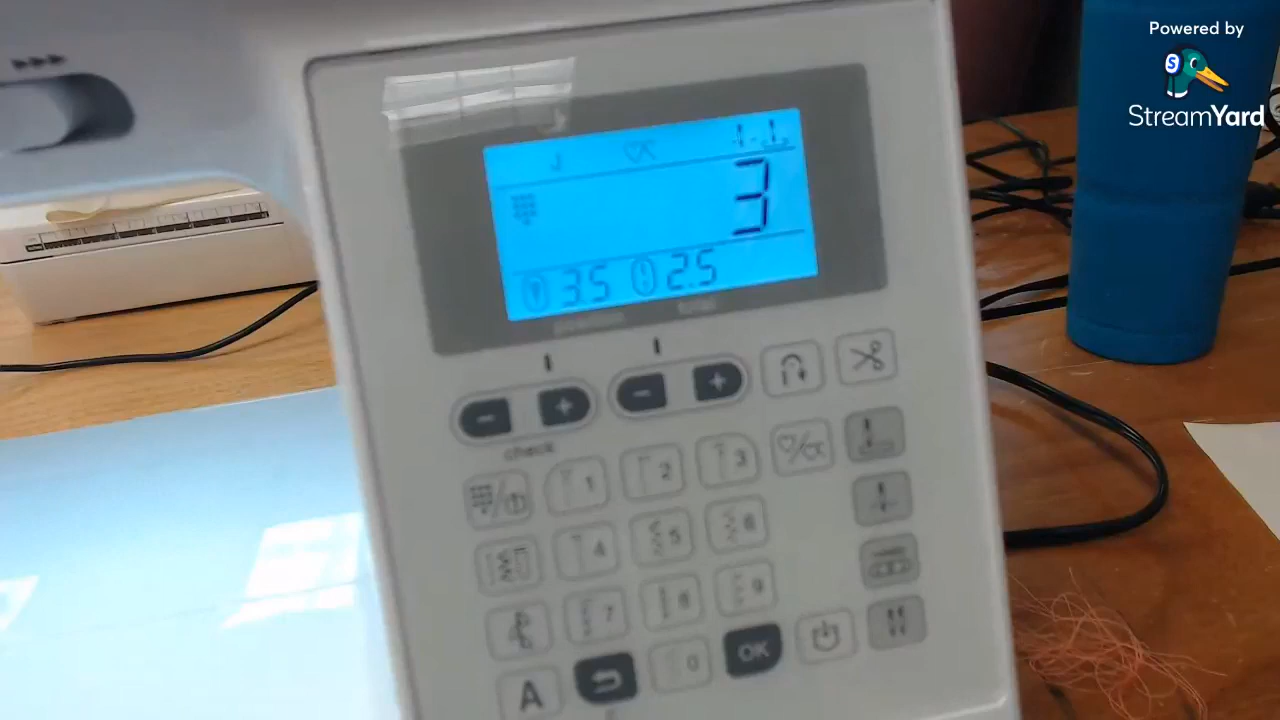 Powered by
StreamYard
J
3
3.5 2.5
- + - +
check
1 2 3
4 5 6
7 8 9
A 0 OK